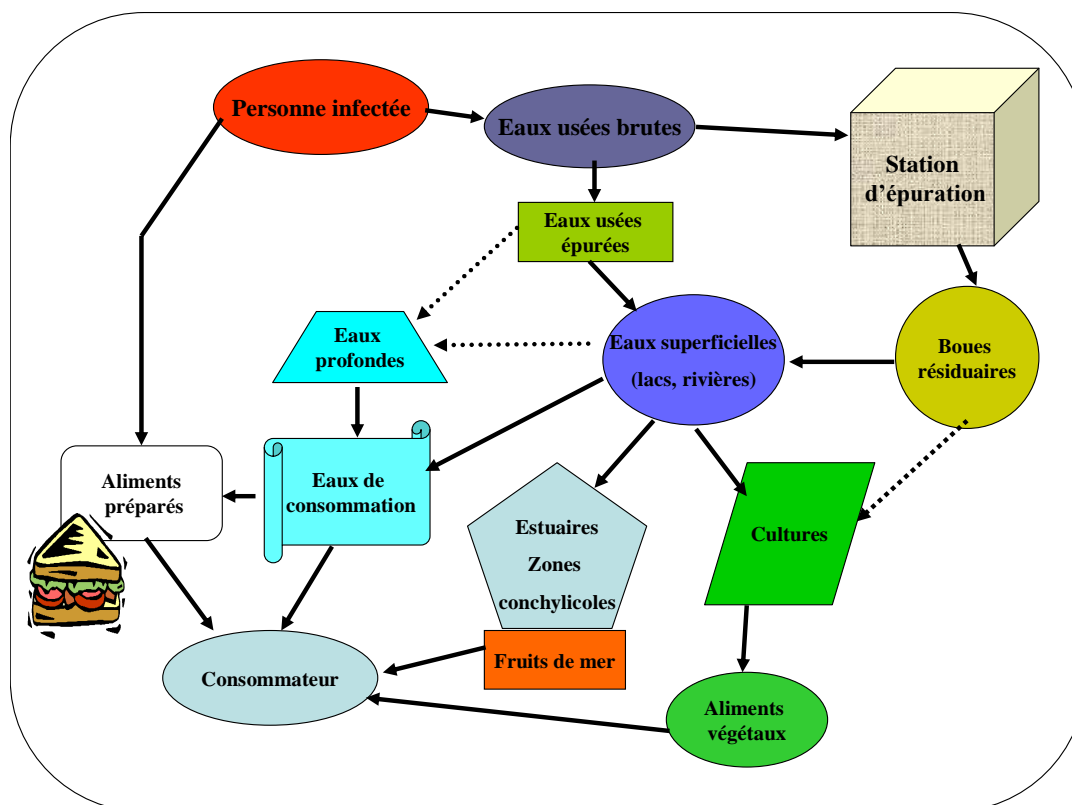 Personne infectée
Eaux usées brutes
Station
d'épuration
Eaux usées
épurées
Eaux
profondes
Eaux superficielles
(lacs, rivières)
Boues
résiduaires
Aliments
préparés
Eaux de
consommation
Estuaires
Zones
conchylicoles
Cultures
Fruits de mer
Consommateur
Aliments
végétaux